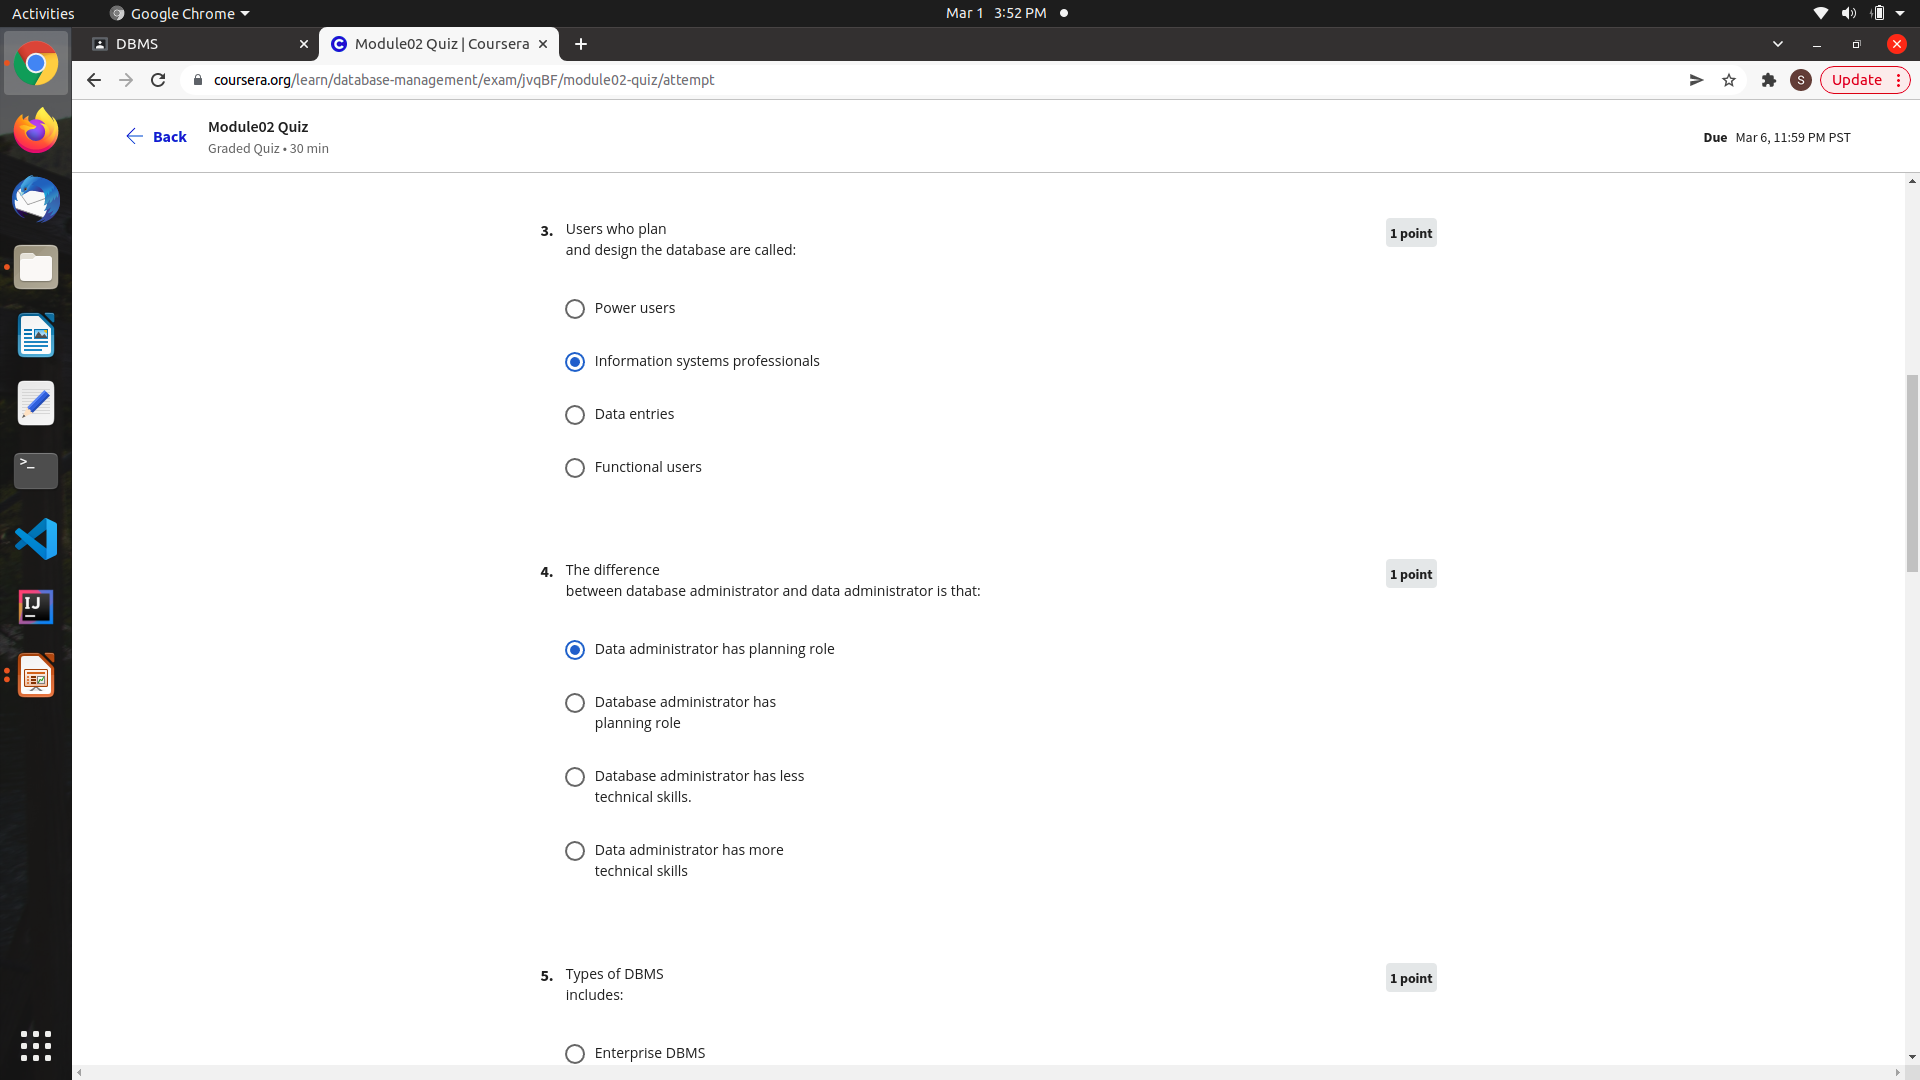 Activities
Google Chrome
Mar 1 3:52 PM
DBMS
Module02 Quiz | Coursera
coursera.org/learn/database-management/exam/jvqBF/module02-quiz/attempt
S
Update
Back
Module02 Quiz
Graded Quiz • 30 min
Due Mar 6, 11:59 PM PST
3. Users who plan
and design the database are called:
1 point
Power users
Information systems professionals
Data entries
Functional users
4. The difference
between database administrator and data administrator is that:
1 point
Data administrator has planning role
Database administrator has
planning role
Database administrator has less
technical skills.
Data administrator has more
technical skills
5. Types of DBMS
includes:
1 point
Enterprise DBMS
>_
IJ